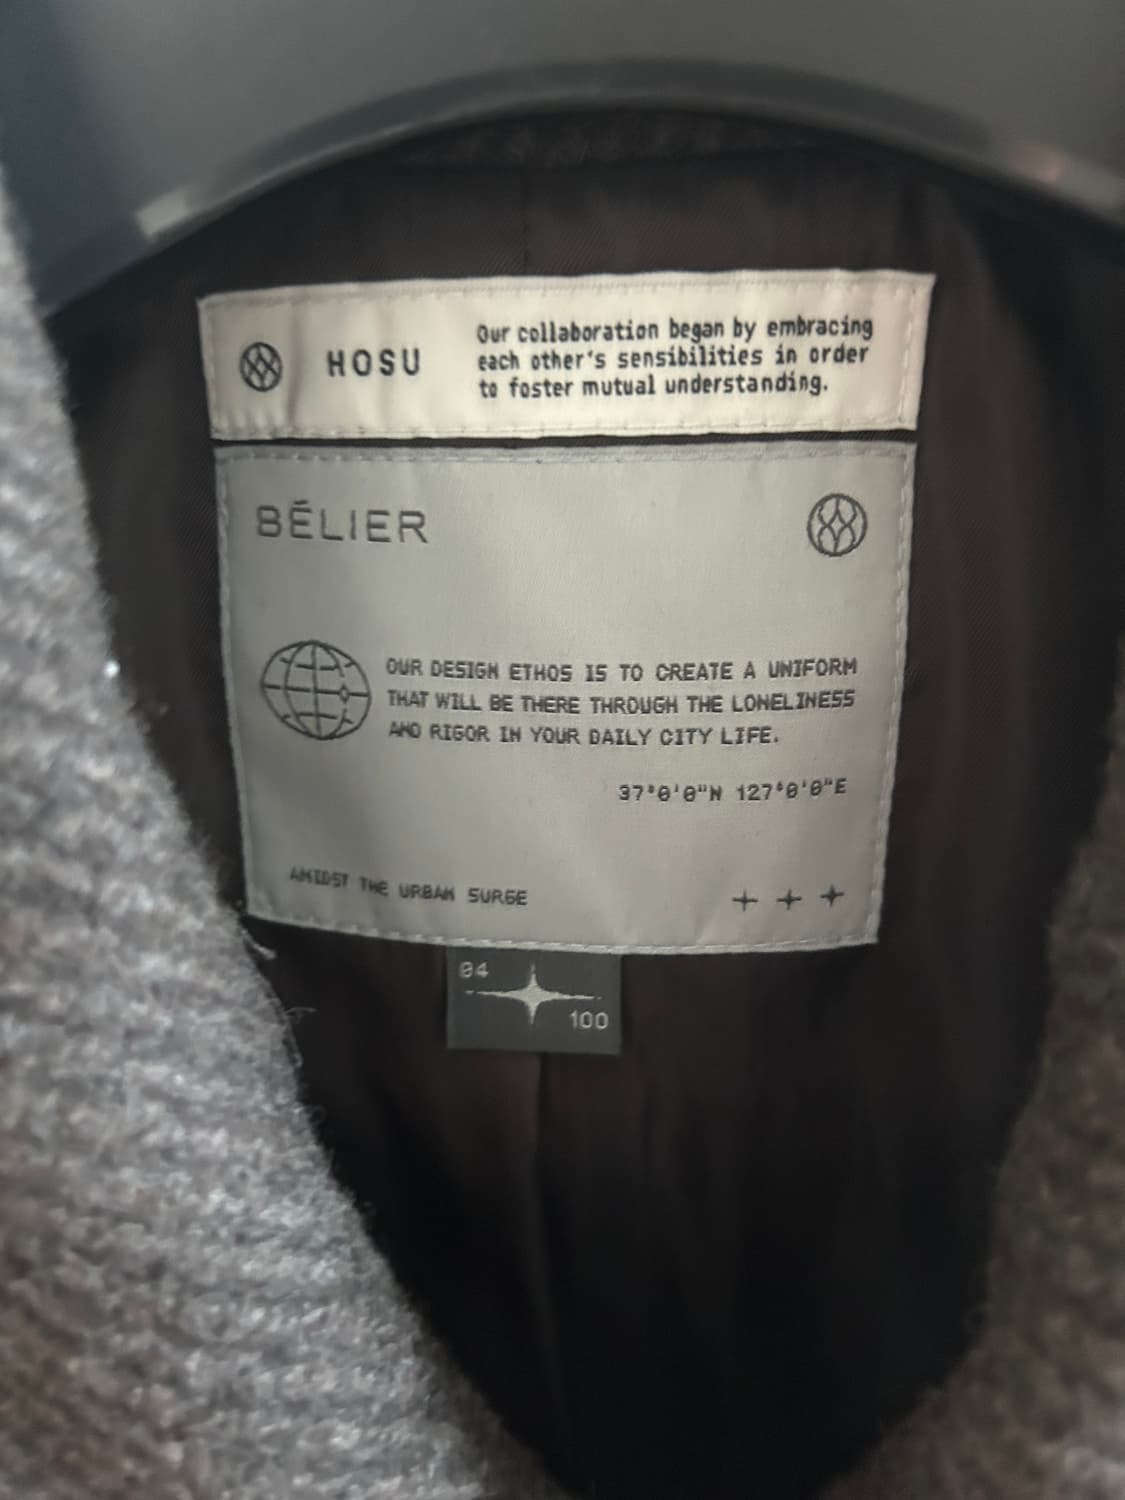 HOSU
Our collaboration began by embracing
each other's sensibilities in order
to foster mutual understanding.
BÉLIER
OUR DESIGN ETHOS IS TO CREATE A UNIFORM
THAT WILL BE THERE THROUGH THE LONELINESS
AND RIGOR IN YOUR DAILY CITY LIFE.
37°0'0"N 127°0'0"E
AMIDST THE URBAN SURGE
04
100